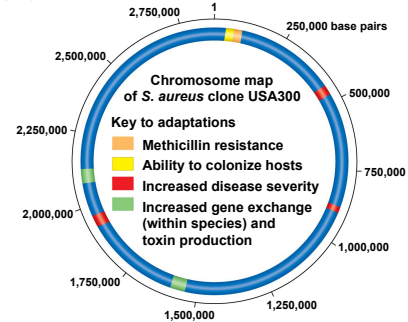 1
250,000 base pairs
500,000
750,000
1,000,000
1,250,000
1,500,000
1,750,000
2,000,000
2,250,000
2,500,000
2,750,000
Chromosome map
of S. aureus clone USA300
Key to adaptations
Methicillin resistance
Ability to colonize hosts
Increased disease severity
Increased gene exchange
(within species) and
toxin production